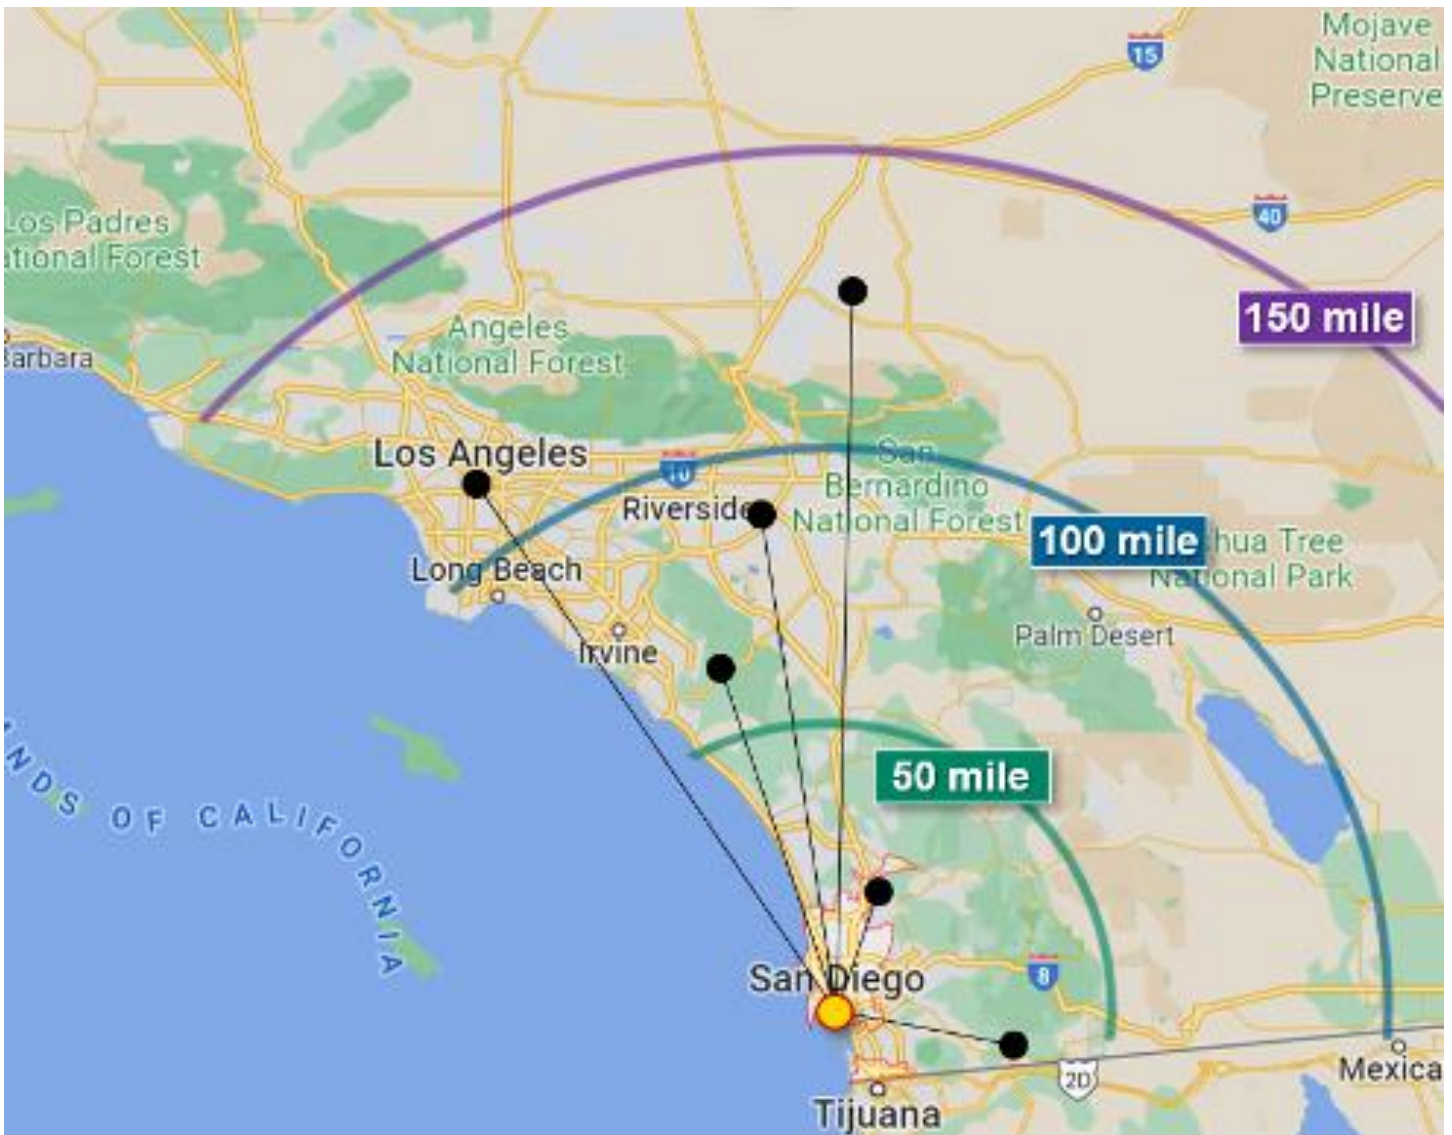 Mojave
National
Preserve
15
Los Padres
ational Forest
40
150 mile
Angeles
National Forest
arbara
Los Angeles
10
San
Bernardino
National Forest
Riverside
100 mile
hua Tree
National Park
Long Beach
Irvine
Palm Desert
50 mile
NDS OF CALIFORNIA
San Diego
8
2D
Mexica
Tijuana